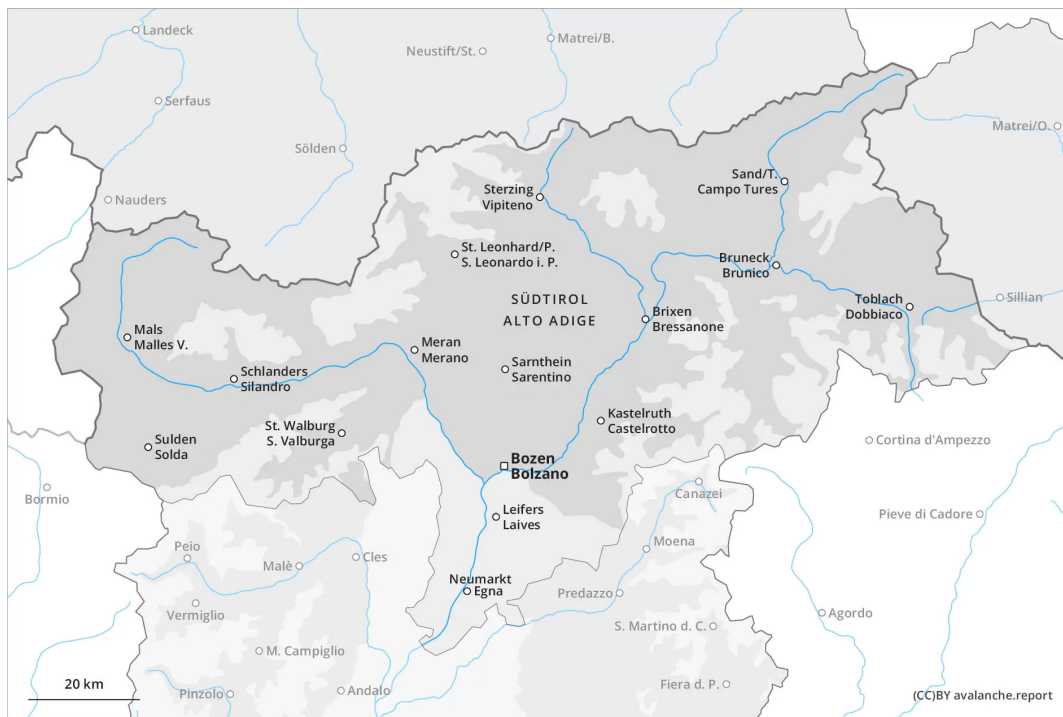 Landeck
Matrei/B.
Neustift/St.
Serfaus
Matrei/O.
Sölden
Sand/T.
Campo Tures
Sterzing
Vipiteno
Nauders
St. Leonhard/P.
S. Leonardo i. P.
Bruneck
Brunico
SÜDTIROL
ALTO ADIGE
Toblach
Dobbiaco
Sillian
Brixen
Bressanone
Mals
Malles V.
Meran
Merano
Sarnthein
Sarentino
Schlanders
Silandro
Kastelruth
Castelrotto
St. Walburg
S. Valburga
Sulden
Solda
Cortina d'Ampezzo
Bozen
Bolzano
Bormio
Canazei
Leifers
Laives
Pieve di Cadore
Peio
Moena
Malè
Cles
Neumarkt
Egna
Predazzo
Vermiglio
Agordo
S. Martino d. C.
M. Campiglio
20 km
Pinzolo
Andalo
Fiera d. P.
(CC)BY avalanche.report